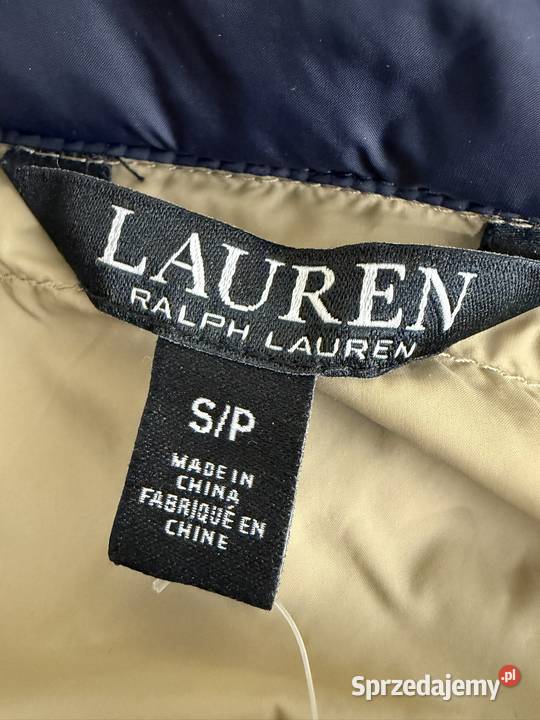 LAUREN
RALPH LAUREN
S/P
MADE IN
CHINA
FABRIQUÉ EN
CHINE
Sprzedajemy.pl